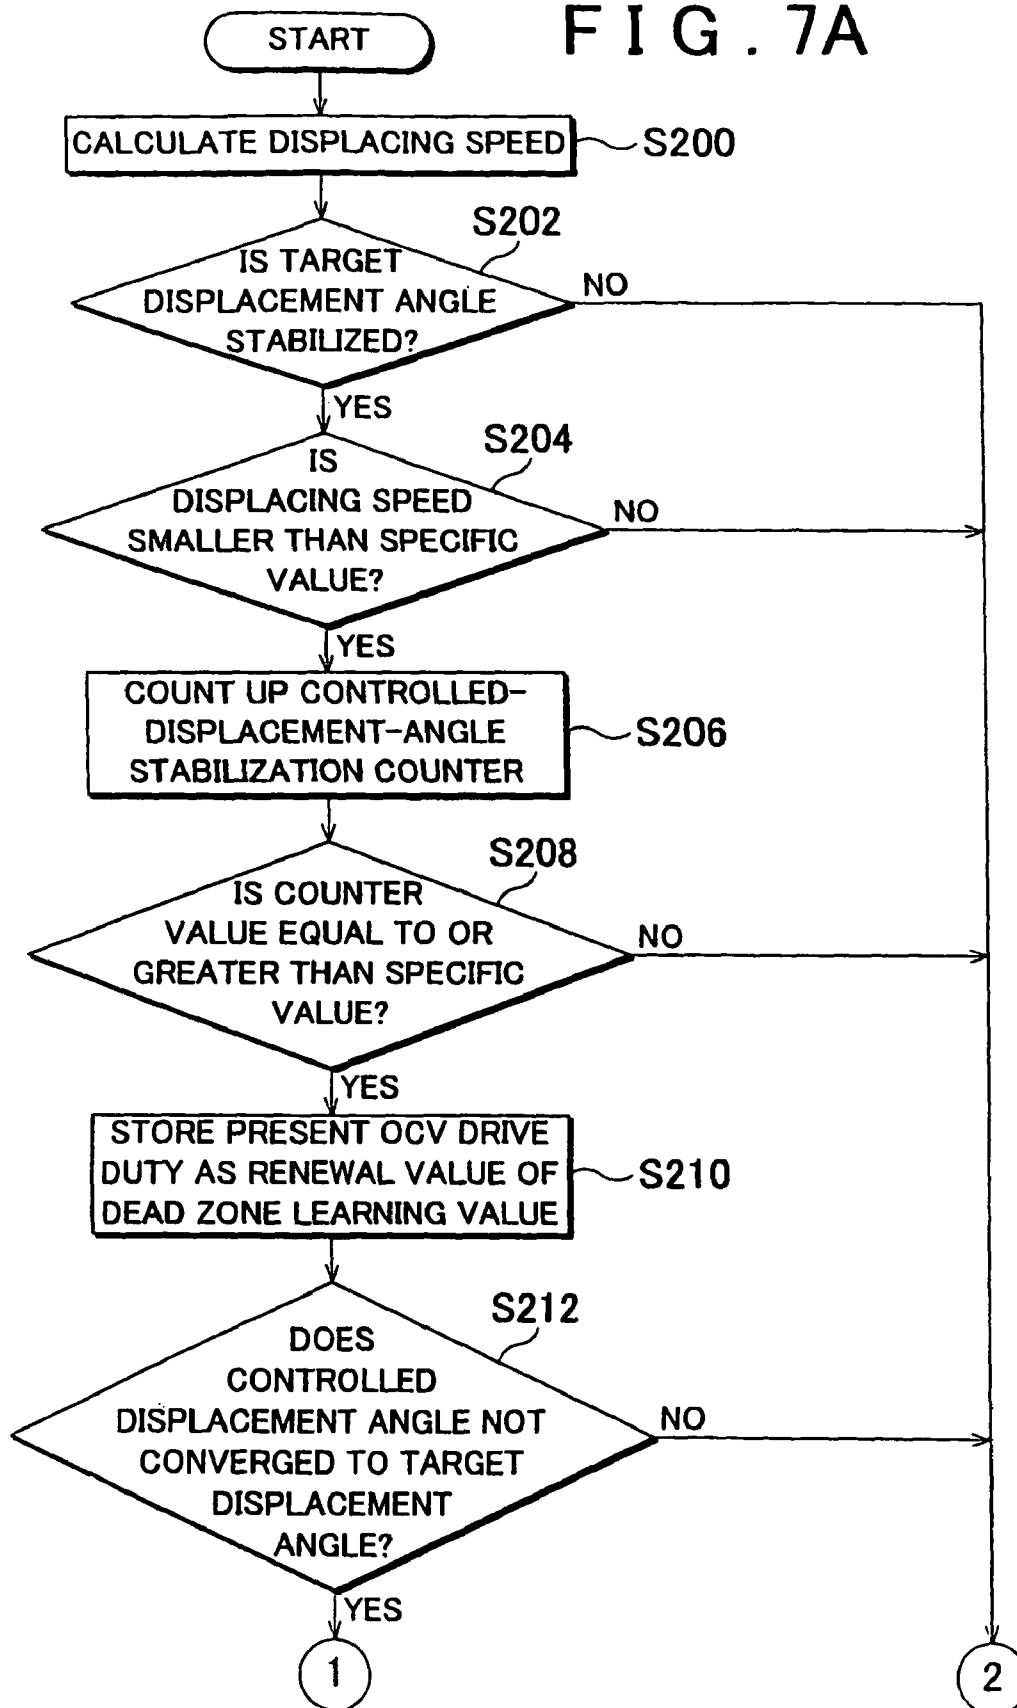 FIG. 7A
START
CALCULATE DISPLACING SPEED
S200
S202
IS TARGET
DISPLACEMENT ANGLE
STABILIZED?
NO
YES
S204
IS
DISPLACING SPEED
SMALLER THAN SPECIFIC
VALUE?
NO
YES
COUNT UP CONTROLLED-
DISPLACEMENT-ANGLE
STABILIZATION COUNTER
S206
S208
IS COUNTER
VALUE EQUAL TO OR
GREATER THAN SPECIFIC
VALUE?
NO
YES
STORE PRESENT OCV DRIVE
DUTY AS RENEWAL VALUE OF
DEAD ZONE LEARNING VALUE
S210
S212
DOES
CONTROLLED
DISPLACEMENT ANGLE NOT
CONVERGED TO TARGET
DISPLACEMENT
ANGLE?
NO
YES
1
2